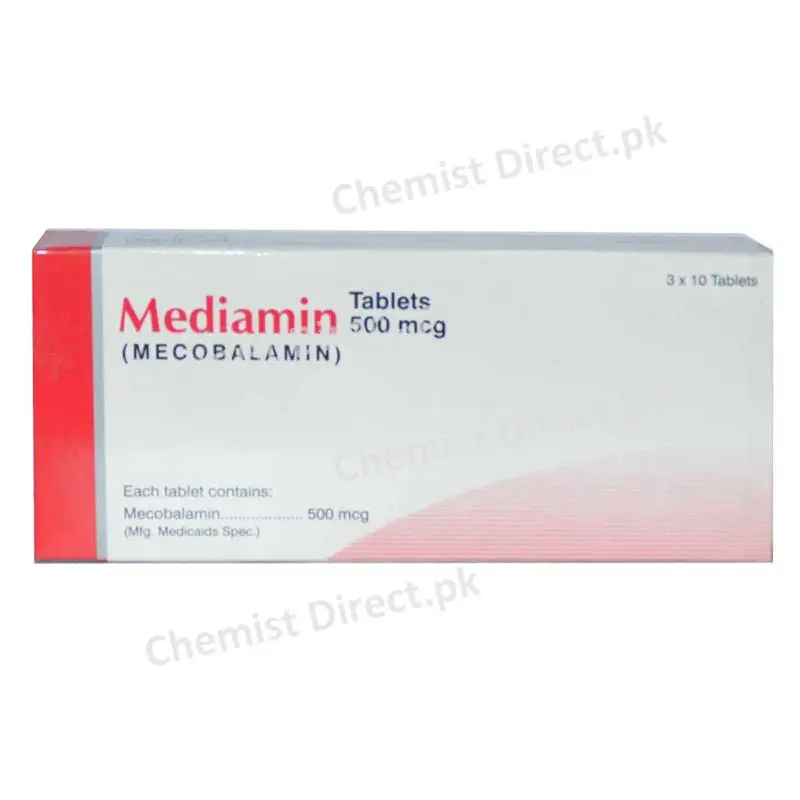 Chemist Direct.pk
3 x 10 Tablets
Mediamin Tablets 500 mcg
(MECOBALAMIN)
Chemist Direct.pk
Each tablet contains:
Mecobalamin................... 500 mcg
(Mfg. Medicaids Spec.)
Chemist Direct.pk